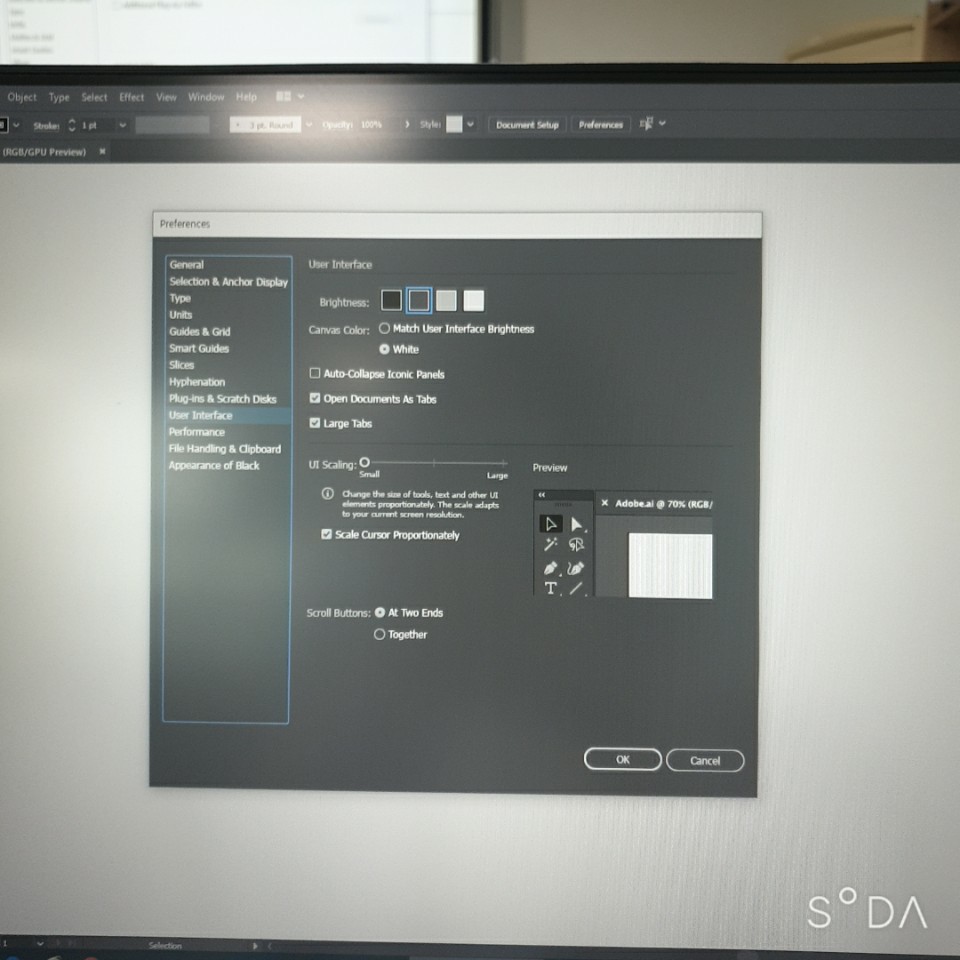 Object Type Select Effect View Window Help
Stroke: 1 pt 3 pt. Round Opacity: 100% Style: Document Setup Preferences
(RGB/GPU Preview) ×
Preferences
General
Selection & Anchor Display
Type
Units
Guides & Grid
Smart Guides
Slices
Hyphenation
Plug-ins & Scratch Disks
User Interface
Performance
File Handling & Clipboard
Appearance of Black
User Interface
Brightness:
Canvas Color: Match User Interface Brightness
White
Auto-Collapse Iconic Panels
Open Documents As Tabs
Large Tabs
UI Scaling:
Small Large
Change the size of tools, text and other UI
elements proportionately. The scale adapts
to your current screen resolution.
Scale Cursor Proportionately
Preview
× Adobe.ai @ 70% (RGB/
Scroll Buttons: At Two Ends
Together
OK Cancel
1 Selection
SODA